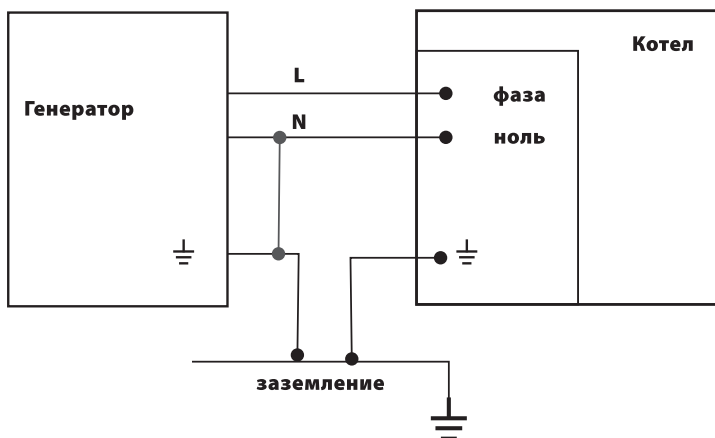 Котел
L
Генератор
фаза
N
ноль
заземление